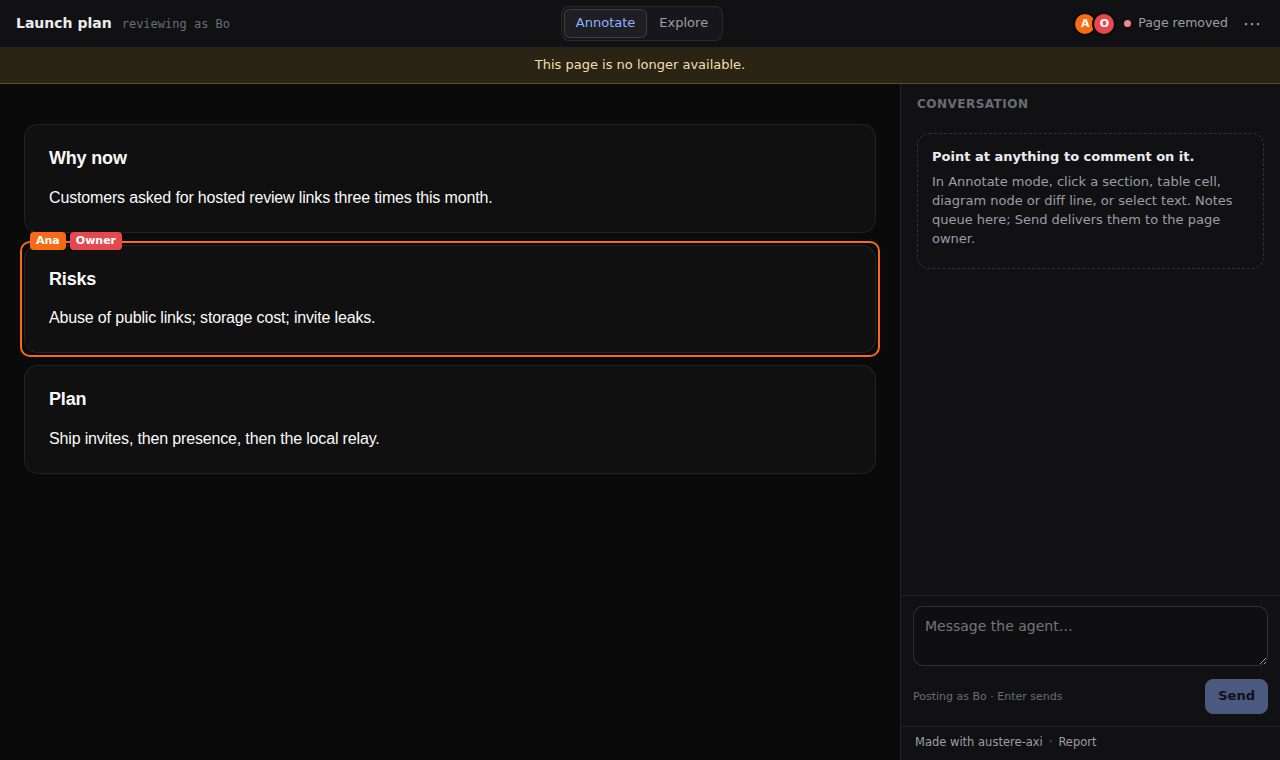 Launch plan reviewing as Bo
Annotate Explore
A O Page removed ⋯
This page is no longer available.
Why now
Customers asked for hosted review links three times this month.
Ana Owner
Risks
Abuse of public links; storage cost; invite leaks.
Plan
Ship invites, then presence, then the local relay.
CONVERSATION
Point at anything to comment on it.
In Annotate mode, click a section, table cell,
diagram node or diff line, or select text. Notes
queue here; Send delivers them to the page
owner.
Message the agent...
Posting as Bo · Enter sends
Send
Made with austere-axi · Report